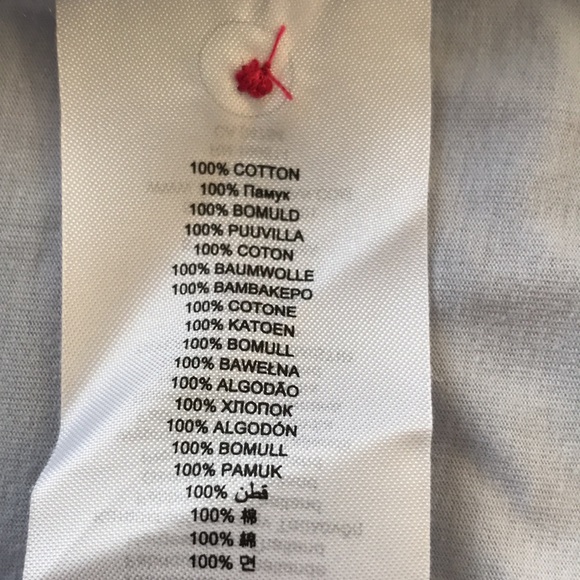 100% COTTON
100% Памук
100% BOMULD
100% PUUVILLA
100% COTON
100% BAUMWOLLE
100% ΒΑΜΒΑΚΕΡΟ
100% COTONE
100% KATOEN
100% BOMULL
100% BAWEŁNA
100% ALGODÃO
100% ХЛОПОК
100% ALGODÓN
100% BOMULL
100% PAMUK
100% قطن
100% 棉
100% 綿
100% 면